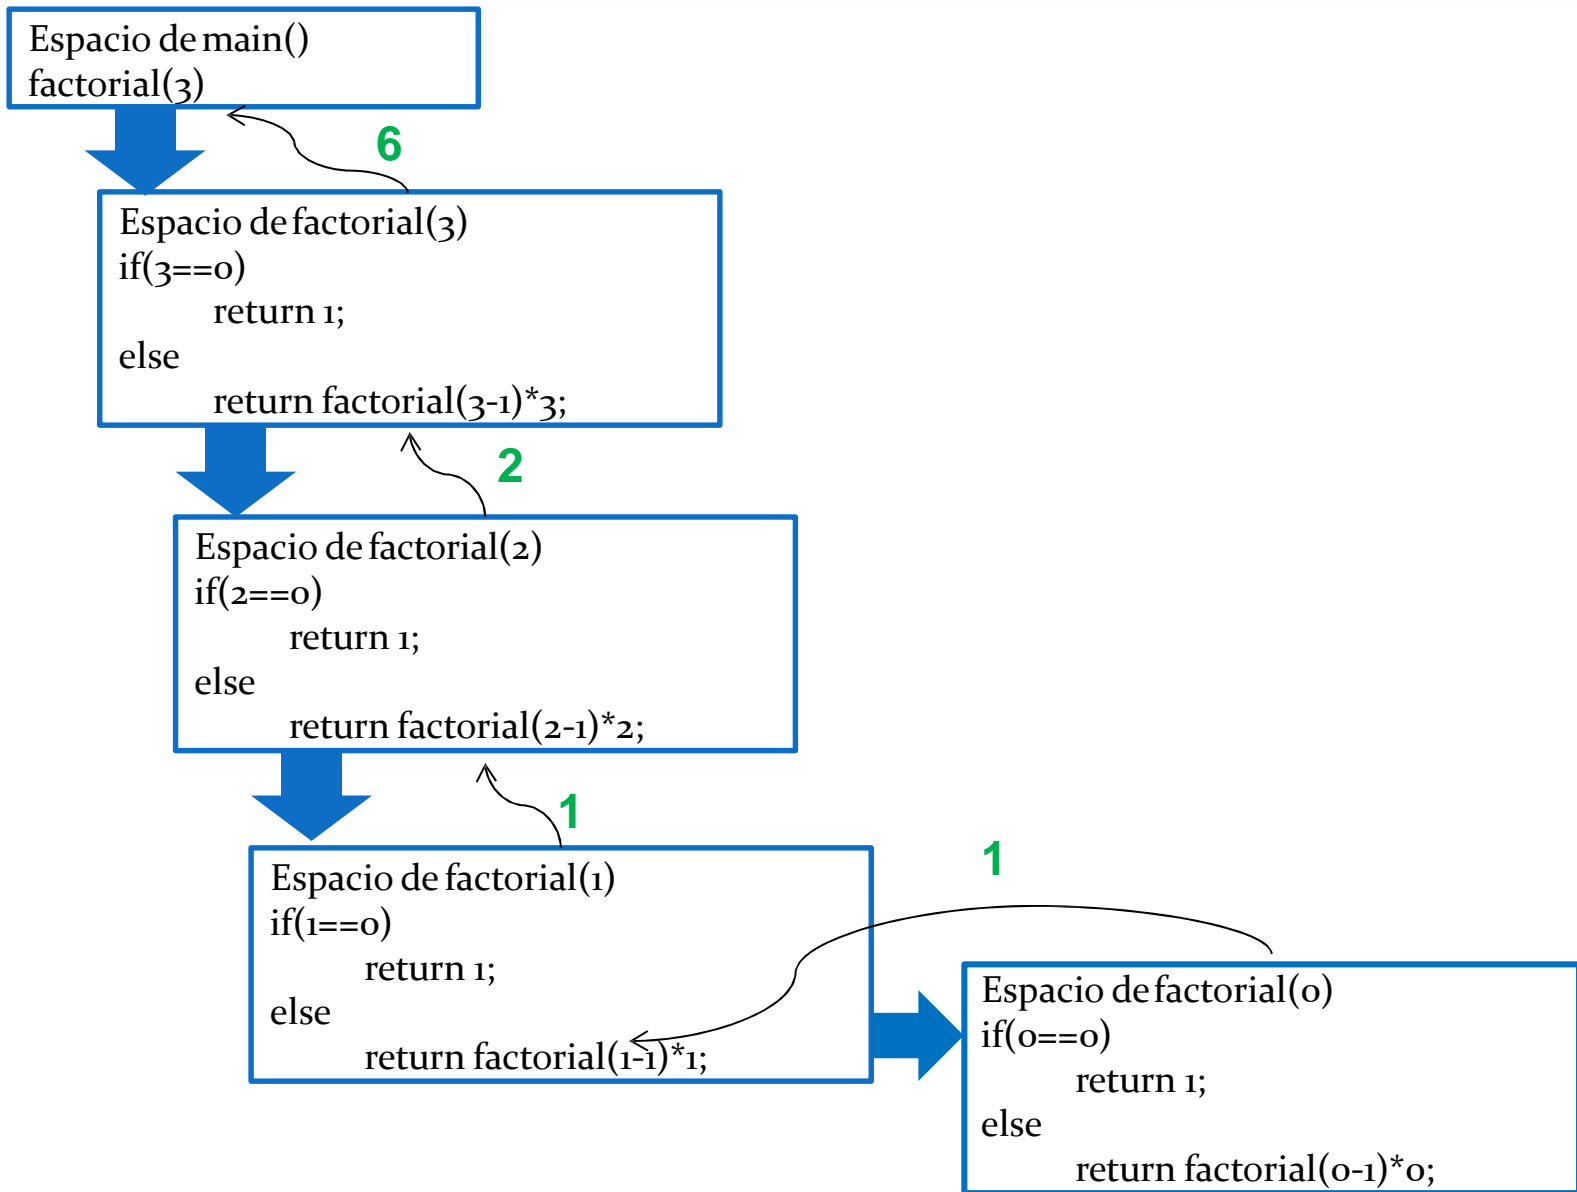 Espacio de main()
factorial(3)
6
Espacio de factorial(3)
if(3==0)
return 1;
else
return factorial(3-1)*3;
2
Espacio de factorial(2)
if(2==0)
return 1;
else
return factorial(2-1)*2;
1
Espacio de factorial(1)
if(1==0)
return 1;
else
return factorial(1-1)*1;
1
Espacio de factorial(0)
if(0==0)
return 1;
else
return factorial(0-1)*0;